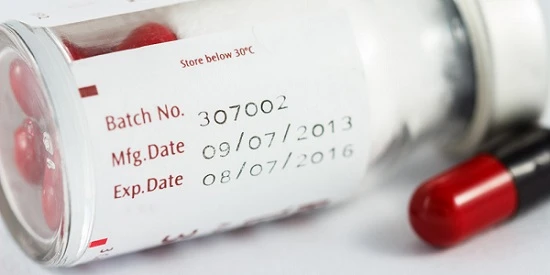 Store below 30°C
Batch No. 307002
Mfg.Date 09/07/2013
Exp.Date 08/07/2016